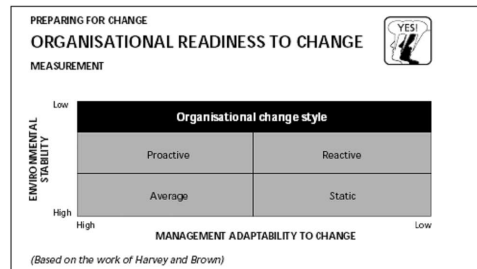 PREPARING FOR CHANGE
ORGANISATIONAL READINESS TO CHANGE
YES!
MEASUREMENT
Low
Organisational change style
Proactive
Reactive
ENVIRONMENTAL
STABILITY
Average
Static
High
High
Low
MANAGEMENT ADAPTABILITY TO CHANGE
(Based on the work of Harvey and Brown)